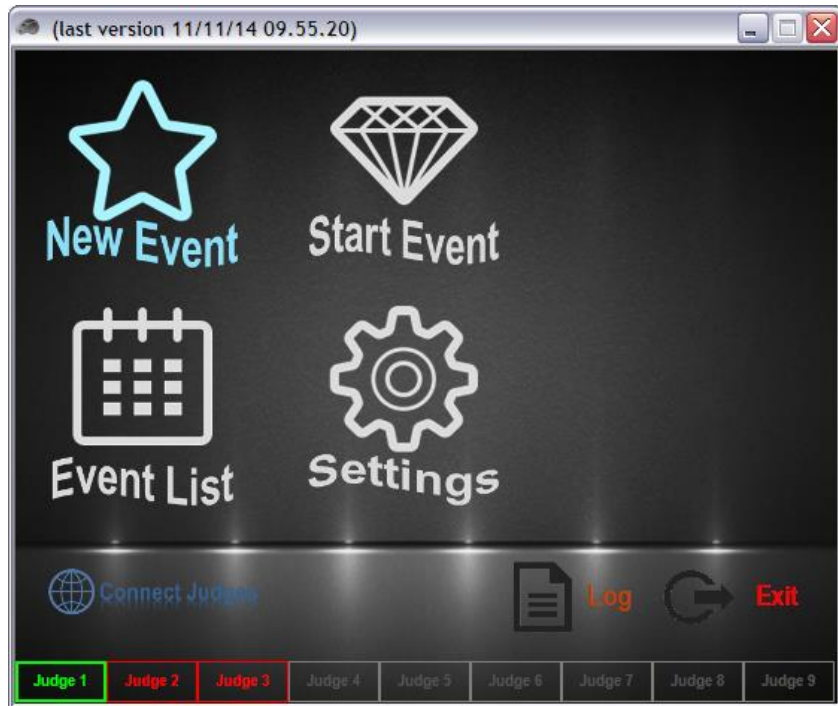 (last version 11/11/14 09.55.20)
New Event
Start Event
Event List
Settings
Connect Judges
Log
Exit
Judge 1
Judge 2
Judge 3
Judge 4
Judge 5
Judge 6
Judge 7
Judge 8
Judge 9